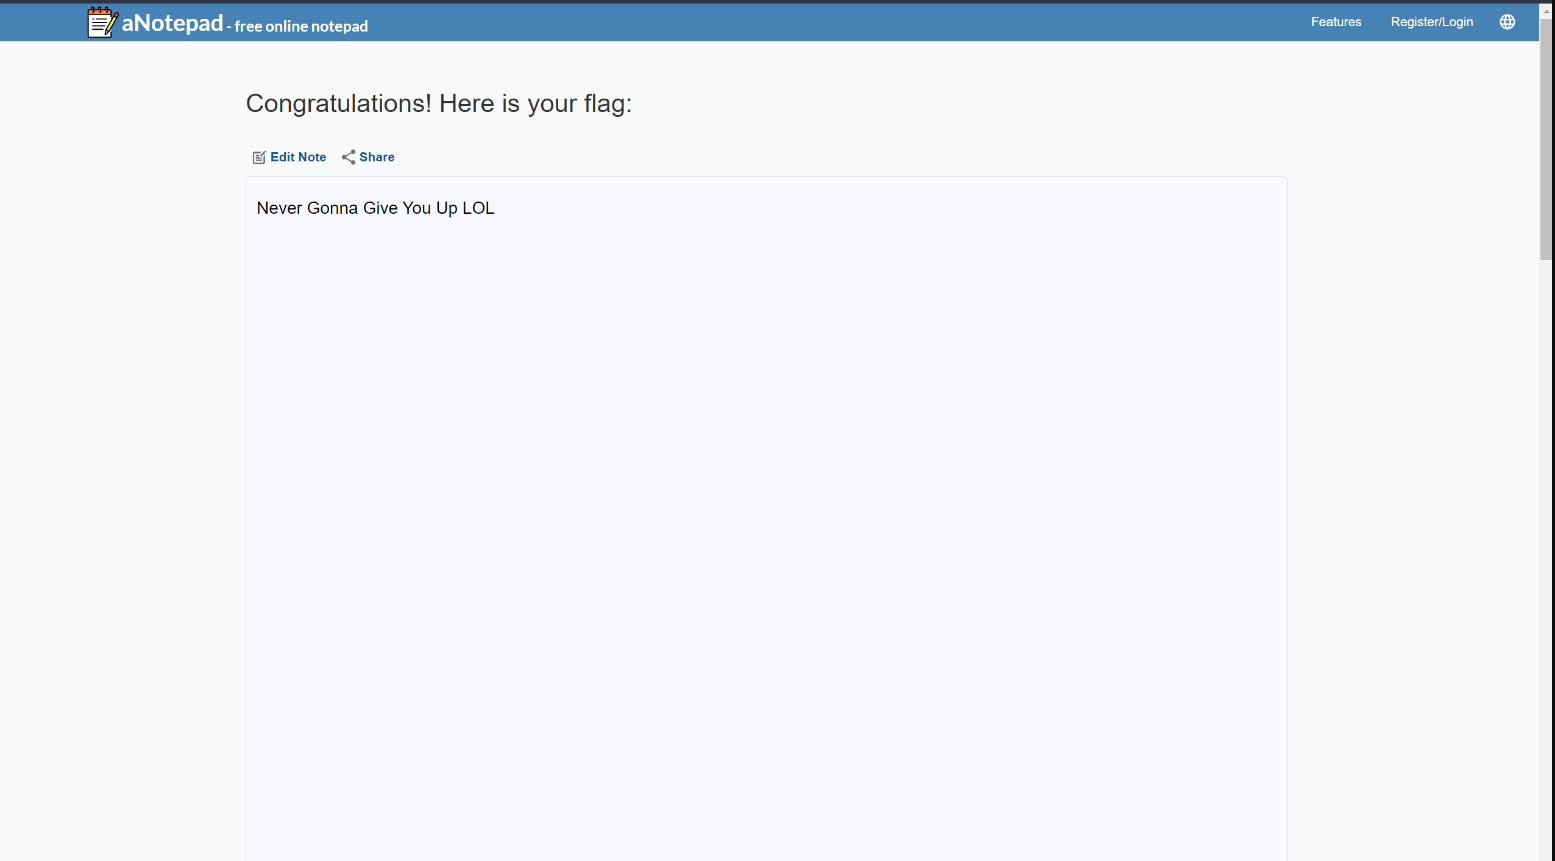 aNotepad - free online notepad
Features Register/Login
Congratulations! Here is your flag:
Edit Note Share
Never Gonna Give You Up LOL